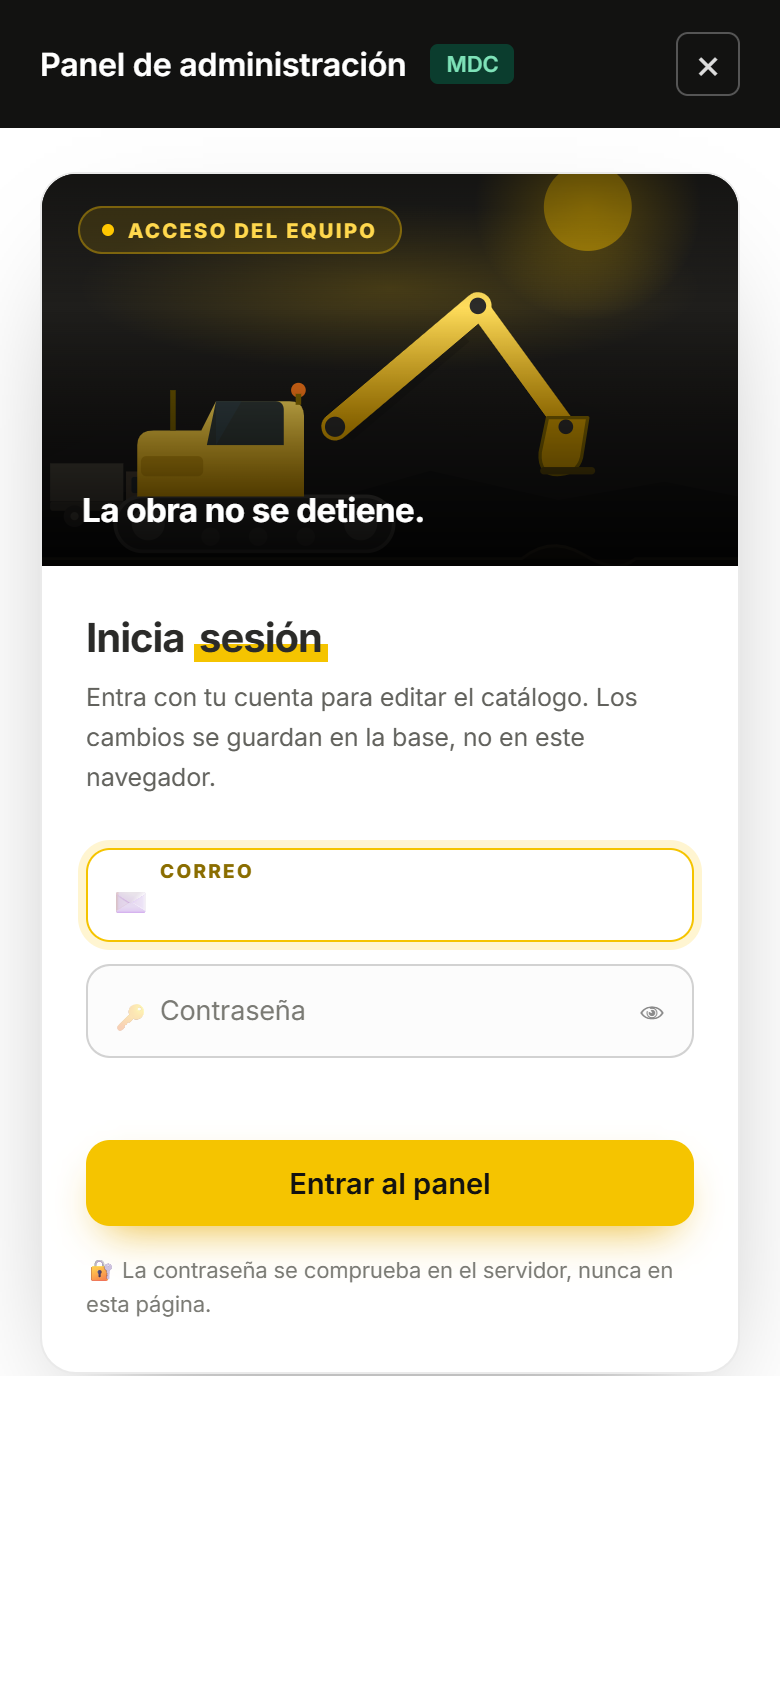 Panel de administración
MDC
×
ACCESO DEL EQUIPO
La obra no se detiene.
Inicia sesión
Entra con tu cuenta para editar el catálogo. Los
cambios se guardan en la base, no en este
navegador.
CORREO
Contraseña
Entrar al panel
La contraseña se comprueba en el servidor, nunca en
esta página.